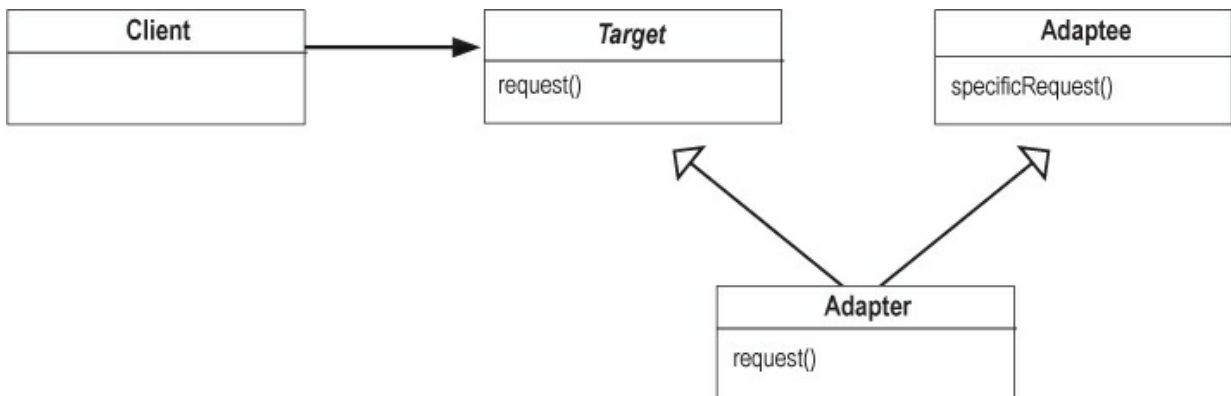 Client
Target
request()
Adaptee
specificRequest()
Adapter
request()